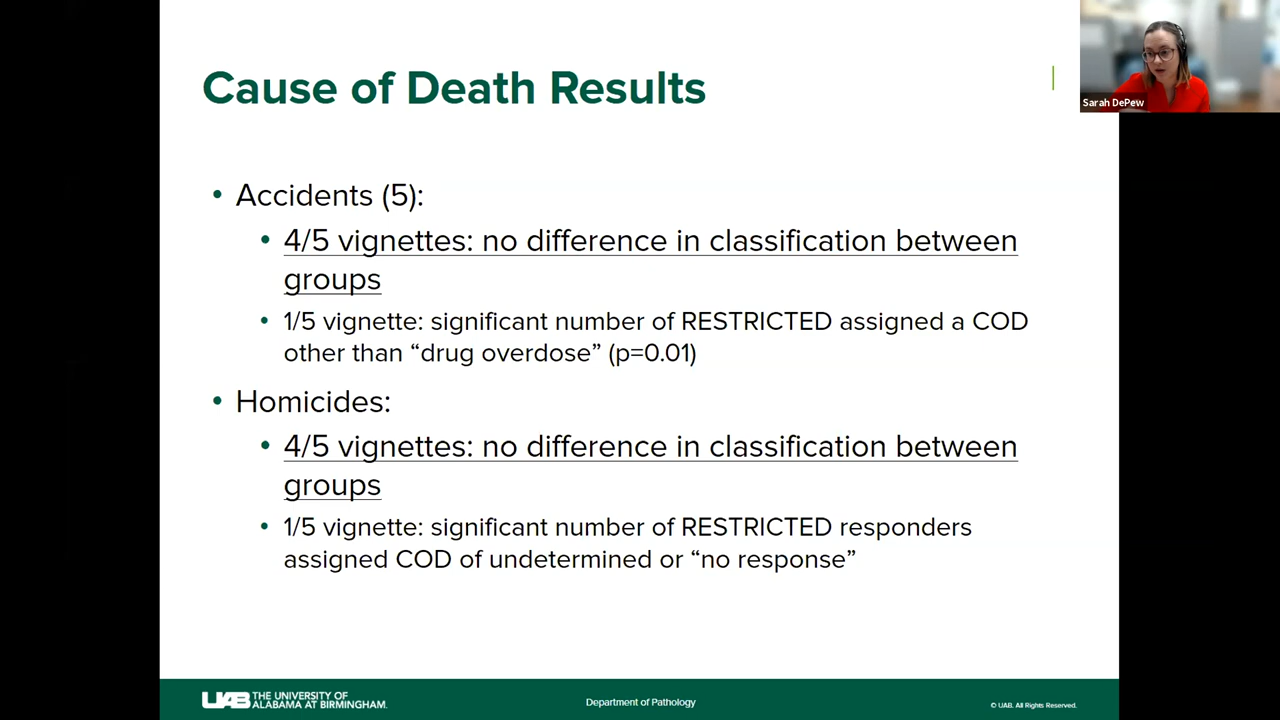 Cause of Death Results
Sarah DePew
• Accidents (5):
• 4/5 vignettes: no difference in classification between
groups
• 1/5 vignette: significant number of RESTRICTED assigned a COD
other than “drug overdose” (p=0.01)
• Homicides:
• 4/5 vignettes: no difference in classification between
groups
• 1/5 vignette: significant number of RESTRICTED responders
assigned COD of undetermined or “no response”
UAB THE UNIVERSITY OF
ALABAMA AT BIRMINGHAM.
Department of Pathology
© UAB. All Rights Reserved.